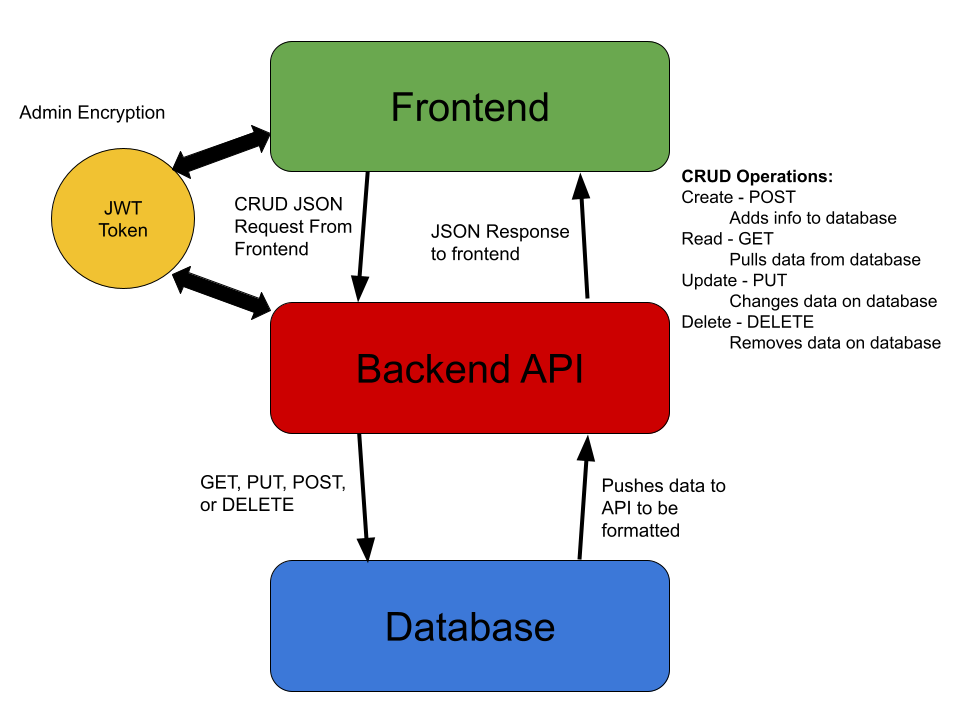 Frontend
Admin Encryption
JWT
Token
CRUD JSON
Request From
Frontend
JSON Response
to frontend
CRUD Operations:
Create - POST
Adds info to database
Read - GET
Pulls data from database
Update - PUT
Changes data on database
Delete - DELETE
Removes data on database
Backend API
GET, PUT, POST,
or DELETE
Pushes data to
API to be
formatted
Database